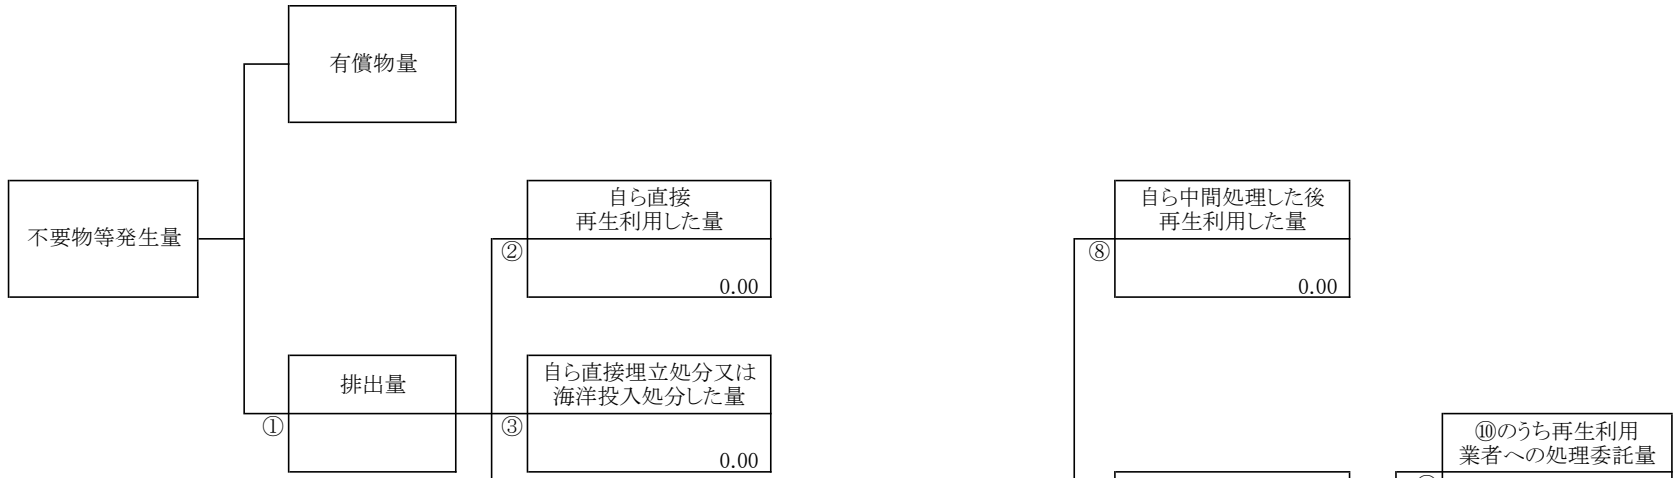 有償物量
不要物等発生量
自ら直接
再生利用した量
②
0.00
自ら中間処理した後
再生利用した量
⑧
0.00
排出量
①
自ら直接埋立処分又は
海洋投入処分した量
③
0.00
⑩のうち再生利用
業者への処理委託量